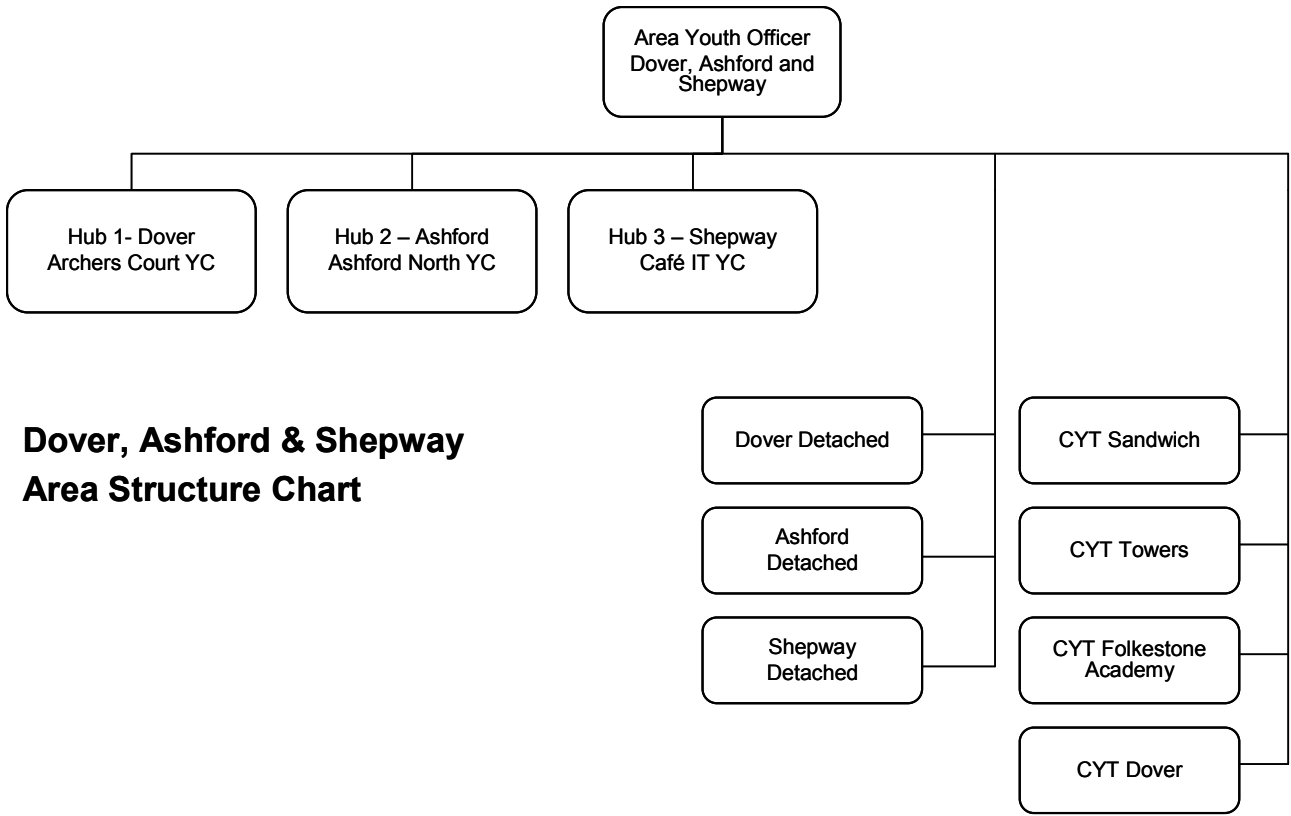 Area Youth Officer
Dover, Ashford and
Shepway
Hub 1- Dover
Archers Court YC
Hub 2 – Ashford
Ashford North YC
Hub 3 – Shepway
Café IT YC
Dover, Ashford & Shepway
Area Structure Chart
Dover Detached
Ashford
Detached
Shepway
Detached
CYT Sandwich
CYT Towers
CYT Folkestone
Academy
CYT Dover